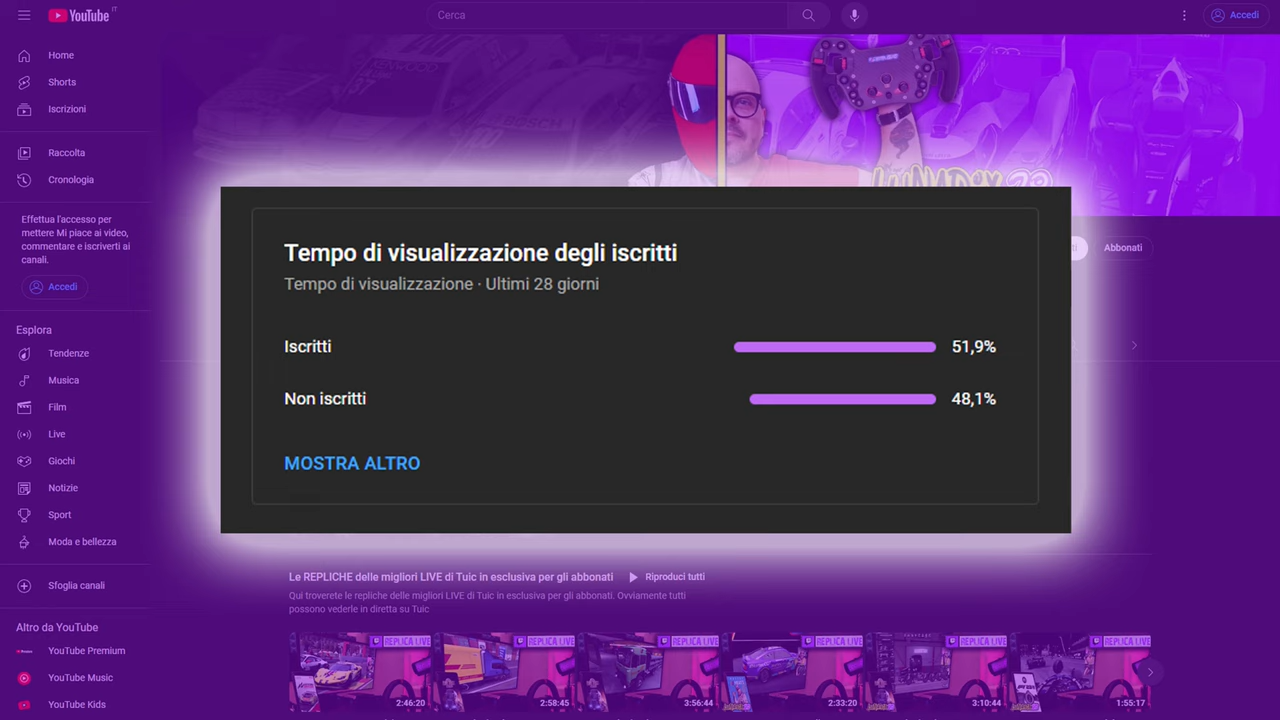 YouTube IT
Cerca
Accedi
Home
Shorts
Iscrizioni
Raccolta
Cronologia
Effettua l'accesso per
mettere Mi piace ai video,
commentare e iscriverti ai
canali.
Accedi
Esplora
Tendenze
Musica
Film
Live
Giochi
Notizie
Sport
Moda e bellezza
Sfoglia canali
Altro da YouTube
YouTube Premium
YouTube Music
YouTube Kids
KENWOOD
BOSCH
1
Abbonati
Tempo di visualizzazione degli iscritti
Tempo di visualizzazione · Ultimi 28 giorni
Iscritti 51,9%
Non iscritti 48,1%
MOSTRA ALTRO
Le REPLICHE delle migliori LIVE di Tuic in esclusiva per gli abbonati
Riproduci tutti
Qui troverete le repliche delle migliori LIVE di Tuic in esclusiva per gli abbonati. Ovviamente tutti
possono vederle in diretta su Tuic
REPLICA LIVE
2:46:20
REPLICA LIVE
2:58:45
REPLICA LIVE
3:56:44
REPLICA LIVE
2:33:20
REPLICA LIVE
3:10:44
REPLICA LIVE
1:55:17